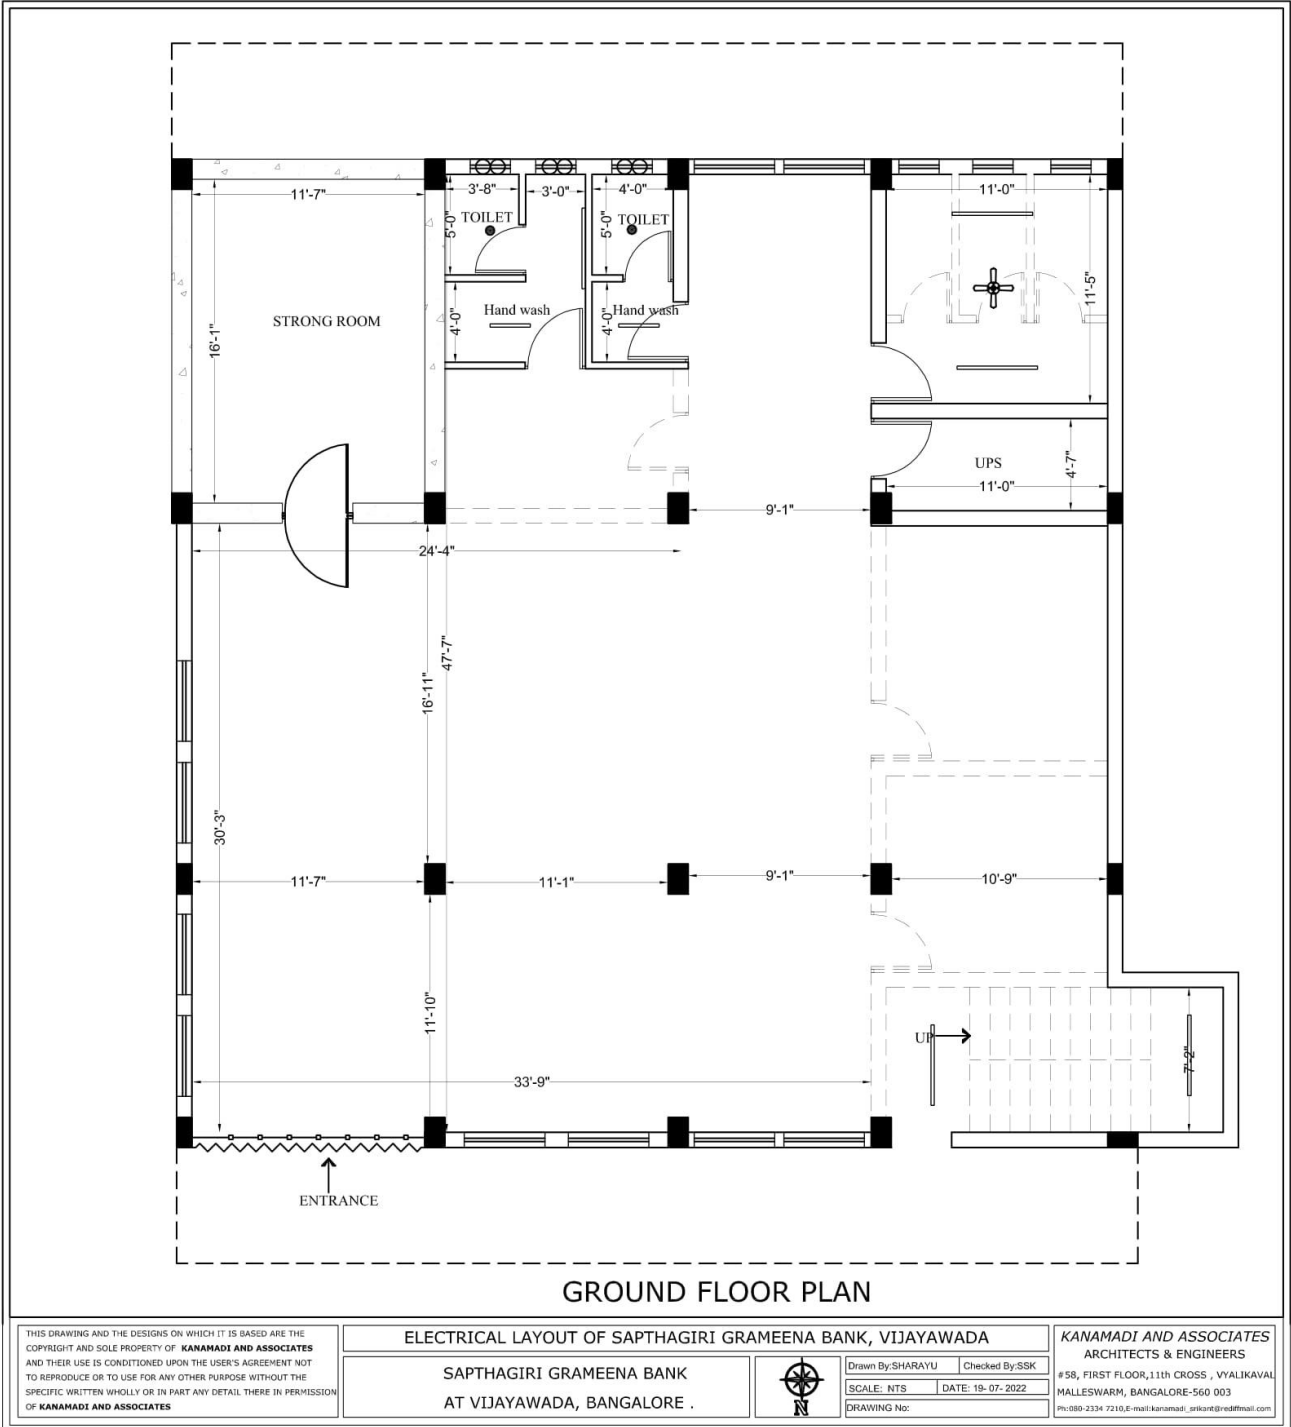 11'-7"
3'-8"
3'-0"
4'-0"
11'-0"
TOILET
TOILET
5'-0"
5'-0"
11'-5"
Hand wash
Hand wash
4'-0"
4'-0"
STRONG ROOM
16'-1"
UPS
4'-7"
11'-0"
9'-1"
24'-4"
47'-7"
16'-11"
30'-3"
11'-7"
11'-1"
9'-1"
10'-9"
11'-10"
UP
7'-2"
33'-9"
ENTRANCE
GROUND FLOOR PLAN
THIS DRAWING AND THE DESIGNS ON WHICH IT IS BASED ARE THE
COPYRIGHT AND SOLE PROPERTY OF KANAMADI AND ASSOCIATES
AND THEIR USE IS CONDITIONED UPON THE USER'S AGREEMENT NOT
TO REPRODUCE OR TO USE FOR ANY OTHER PURPOSE WITHOUT THE
SPECIFIC WRITTEN WHOLLY OR IN PART ANY DETAIL THERE IN PERMISSION
OF KANAMADI AND ASSOCIATES
ELECTRICAL LAYOUT OF SAPTHAGIRI GRAMEENA BANK, VIJAYAWADA
SAPTHAGIRI GRAMEENA BANK
AT VIJAYAWADA, BANGALORE .
N
Drawn By:SHARAYU
Checked By:SSK
SCALE: NTS
DATE: 19- 07- 2022
DRAWING No:
KANAMADI AND ASSOCIATES
ARCHITECTS & ENGINEERS
#58, FIRST FLOOR,11th CROSS , VYALIKAVAL
MALLESWARM, BANGALORE-560 003
Ph:080-2334 7210,E-mail:kanamadi_srikant@rediffmail.com